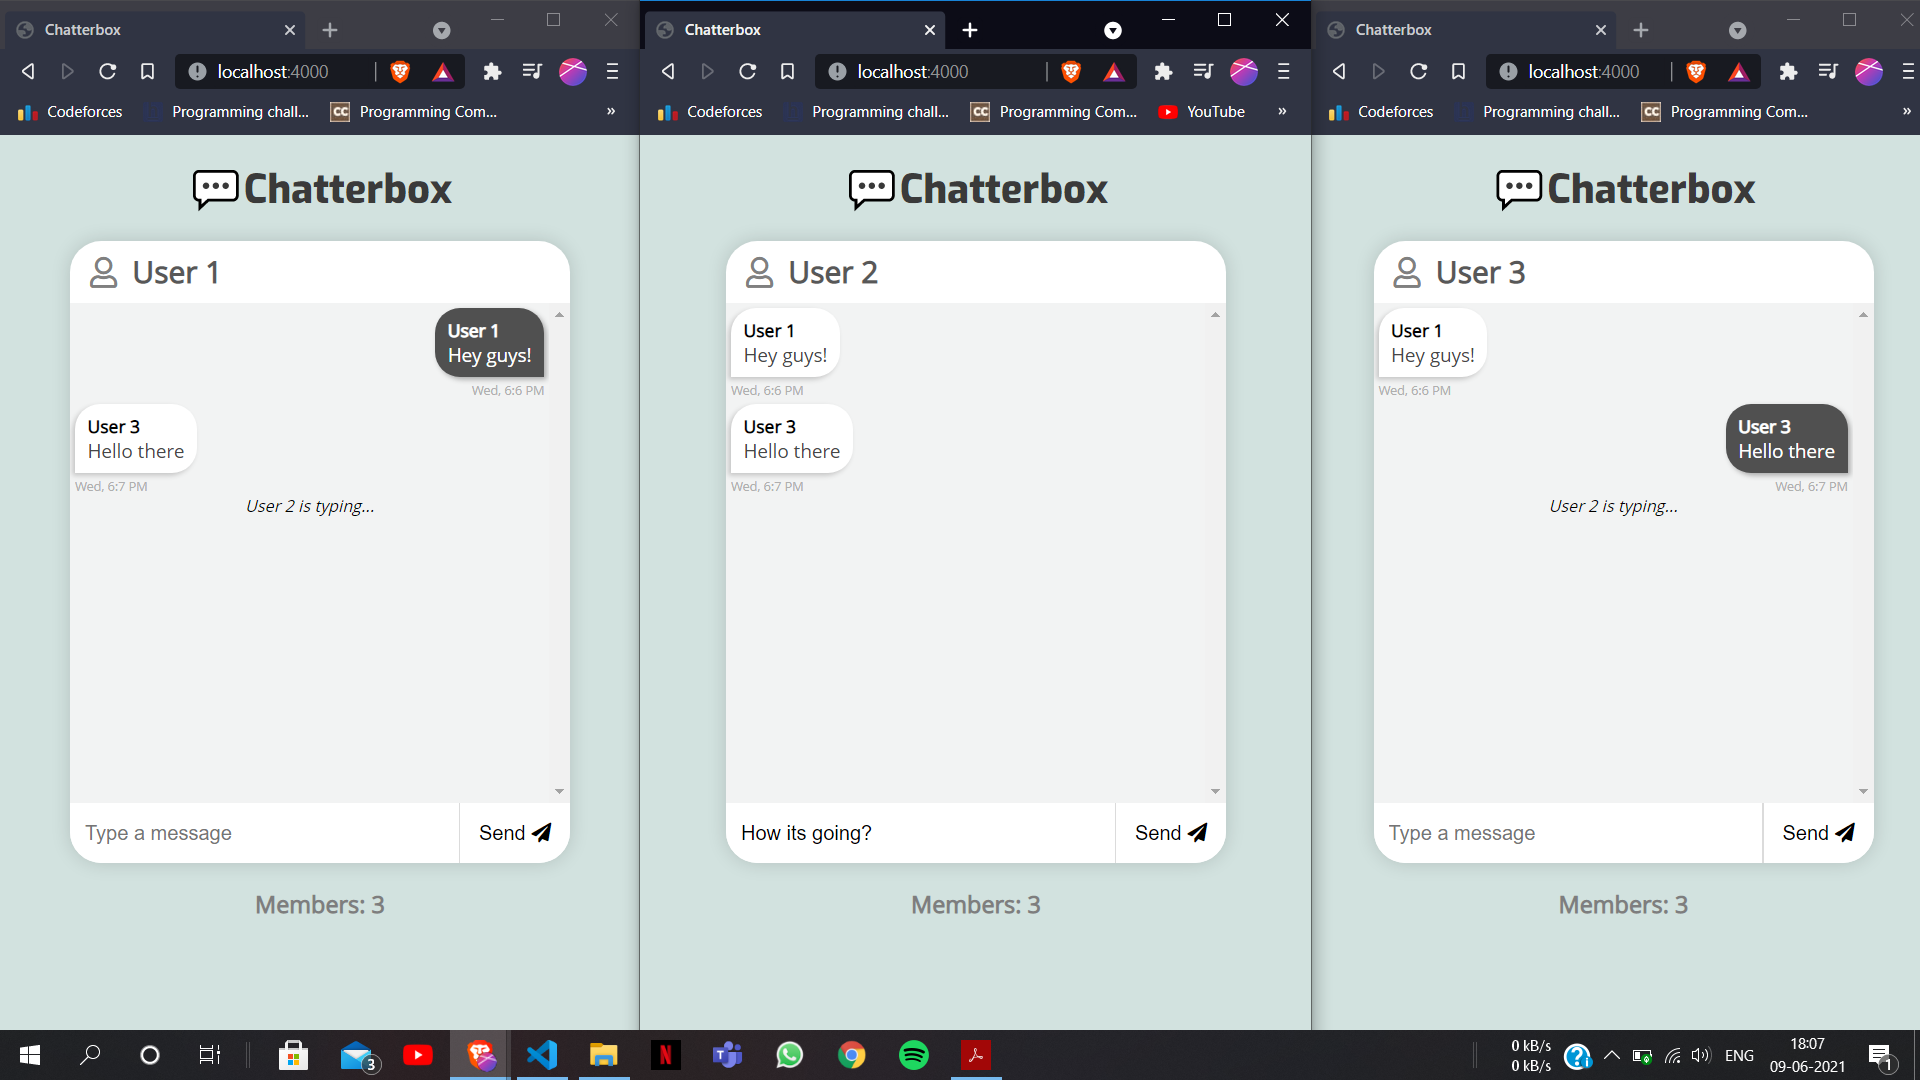 Chatterbox
localhost:4000
Codeforces
Programming chall...
CC
Programming Com...
»
Chatterbox
User 1
User 1
Hey guys!
Wed, 6:6 PM
User 3
Hello there
Wed, 6:7 PM
User 2 is typing...
Type a message
Send
Members: 3
Chatterbox
localhost:4000
Codeforces
Programming chall...
CC
Programming Com...
YouTube
»
Chatterbox
User 2
User 1
Hey guys!
Wed, 6:6 PM
User 3
Hello there
Wed, 6:7 PM
How its going?
Send
Members: 3
Chatterbox
localhost:4000
Codeforces
Programming chall...
CC
Programming Com...
»
Chatterbox
User 3
User 1
Hey guys!
Wed, 6:6 PM
User 3
Hello there
Wed, 6:7 PM
User 2 is typing...
Type a message
Send
Members: 3
3
N
T
0 kB/s
0 kB/s
ENG
18:07
09-06-2021
1